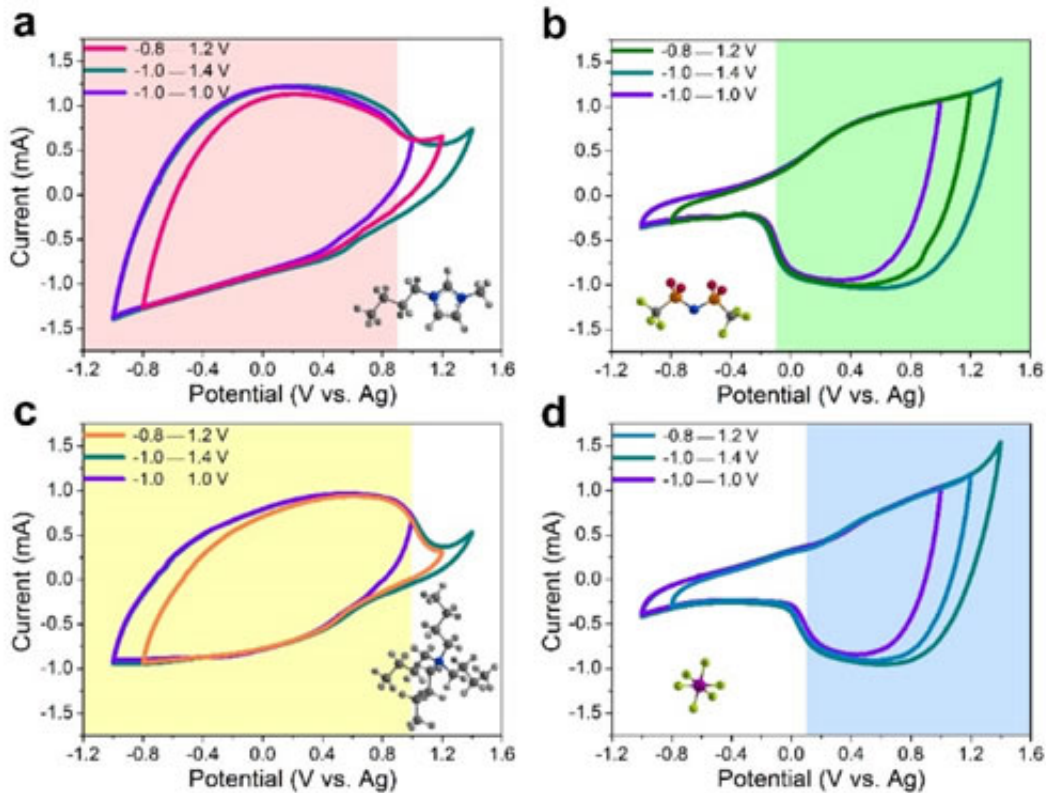 a
-0.8 — 1.2 V
-1.0 — 1.4 V
-1.0 — 1.0 V
1.5
1.0
0.5
0.0
-0.5
-1.0
-1.5
Current (mA)
-1.2 -0.8 -0.4 0.0 0.4 0.8 1.2 1.6
Potential (V vs. Ag)
b
-0.8 — 1.2 V
-1.0 — 1.4 V
-1.0 — 1.0 V
1.5
1.0
0.5
0.0
-0.5
-1.0
-1.5
Current (mA)
-1.2 -0.8 -0.4 0.0 0.4 0.8 1.2 1.6
Potential (V vs. Ag)
c
-0.8 — 1.2 V
-1.0 — 1.4 V
-1.0 1.0 V
1.5
1.0
0.5
0.0
-0.5
-1.0
-1.5
Current (mA)
-1.2 -0.8 -0.4 0.0 0.4 0.8 1.2 1.6
Potential (V vs. Ag)
d
-0.8 — 1.2 V
-1.0 — 1.4 V
-1.0 — 1.0 V
1.5
1.0
0.5
0.0
-0.5
-1.0
-1.5
Current (mA)
-1.2 -0.8 -0.4 0.0 0.4 0.8 1.2 1.6
Potential (V vs. Ag)